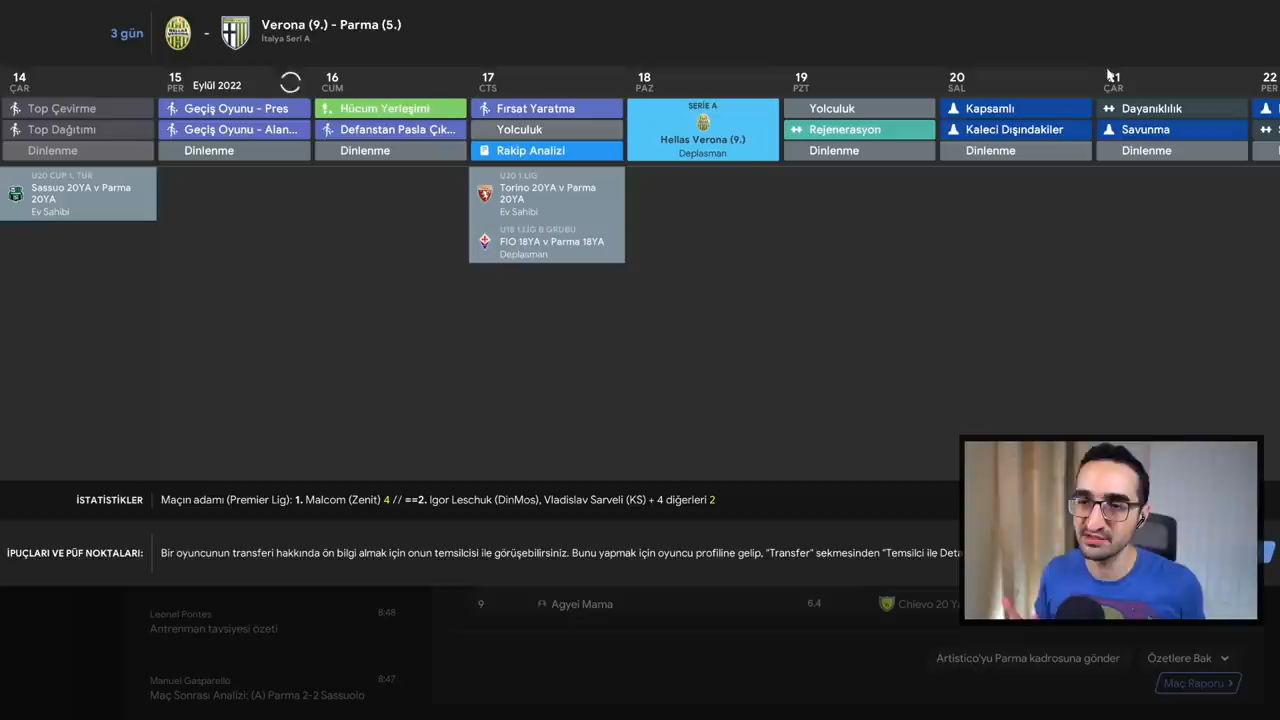 3 gün
Verona (9.) - Parma (5.)
İtalya Seri A
14
ÇAR
15
PER
Eylül 2022
16
CUM
17
CTS
18
PAZ
19
PZT
20
SAL
21
ÇAR
22
PER
Top Çevirme
Geçiş Oyunu - Pres
Hücum Yerleşimi
Fırsat Yaratma
Yolculuk
Kapsamlı
Dayanıklılık
Top Dağıtımı
Geçiş Oyunu - Alan...
Defanstan Pasla Çık...
Yolculuk
Rejenerasyon
Kaleci Dışındakiler
Savunma
Dinlenme
Dinlenme
Dinlenme
Rakip Analizi
Dinlenme
Dinlenme
Dinlenme
SERİE A
Hellas Verona (9.)
Deplasman
U20 CUP I. TUR
Sassuo 20YA v Parma
20YA
Ev Sahibi
U20 1.LİG
Torino 20YA v Parma
20YA
Ev Sahibi
U18 1.LİG B GRUBU
FIO 18YA v Parma 18YA
Deplasman
İSTATİSTİKLER
Maçın adamı (Premier Lig): 1. Malcom (Zenit) 4 // ==2. Igor Leschuk (DinMos), Vladislav Sarveli (KS) + 4 diğerleri 2
İPUÇLARI VE PÜF NOKTALARI:
Bir oyuncunun transferi hakkında ön bilgi almak için onun temsilcisi ile görüşebilirsiniz. Bunu yapmak için oyuncu profiline gelip, "Transfer" sekmesinden "Temsilci ile Deta
Leonel Pontes
8:48
Antrenman tavsiyesi özeti
9
Agyei Mama
6.4
Chievo 20 Ya
Artistico'yu Parma kadrosuna gönder
Özetlere Bak
Manuel Gasparello
8:47
Maç Sonrası Analizi: (A) Parma 2-2 Sassuolo
Maç Raporu >